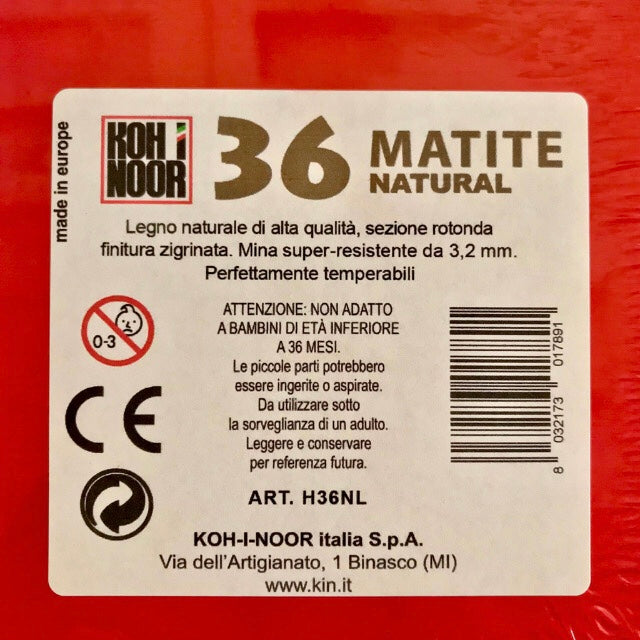 made in europe
KOH i
NOOR
36
MATITE
NATURAL
Legno naturale di alta qualità, sezione rotonda
finitura zigrinata. Mina super-resistente da 3,2 mm.
Perfettamente temperabili
0-3
ATTENZIONE: NON ADATTO
A BAMBINI DI ETÀ INFERIORE
A 36 MESI.
Le piccole parti potrebbero
essere ingerite o aspirate.
Da utilizzare sotto
la sorveglianza di un adulto.
Leggere e conservare
per referenza futura.
CE
8 032173 017891
ART. H36NL
KOH-I-NOOR italia S.p.A.
Via dell'Artigianato, 1 Binasco (MI)
www.kin.it